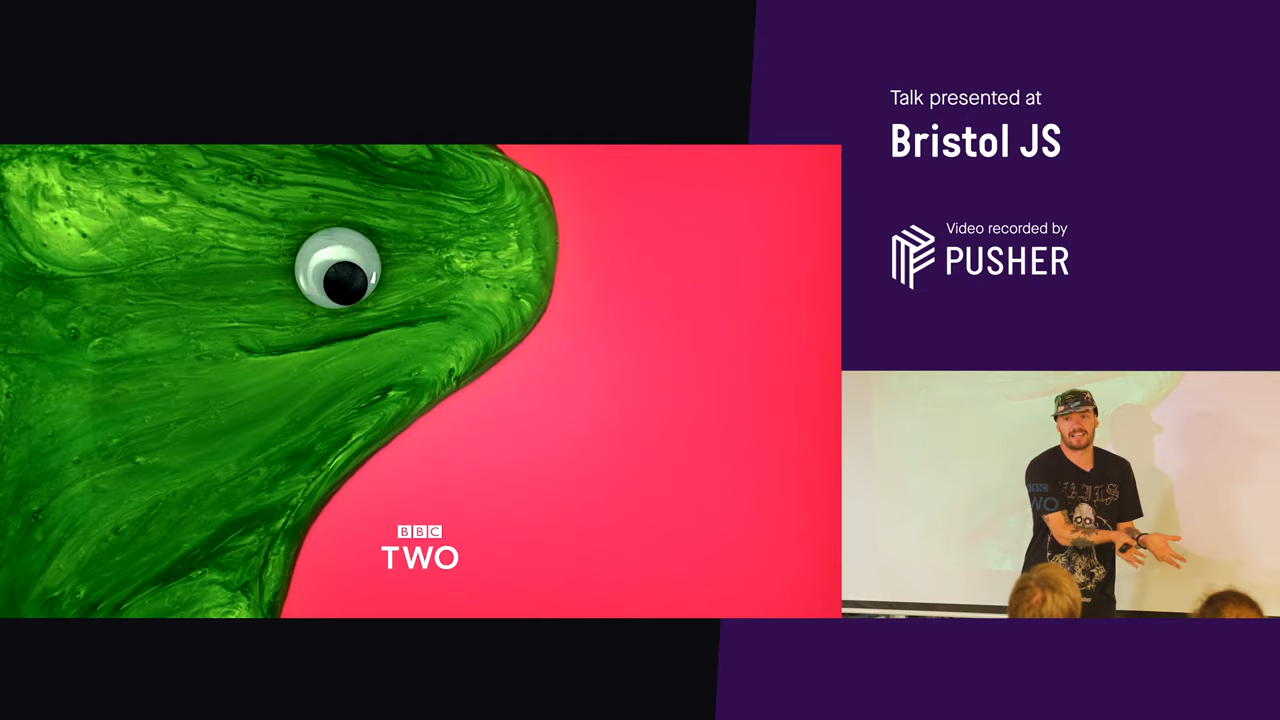 Talk presented at
Bristol JS
Video recorded by
PUSHER
BBC
TWO